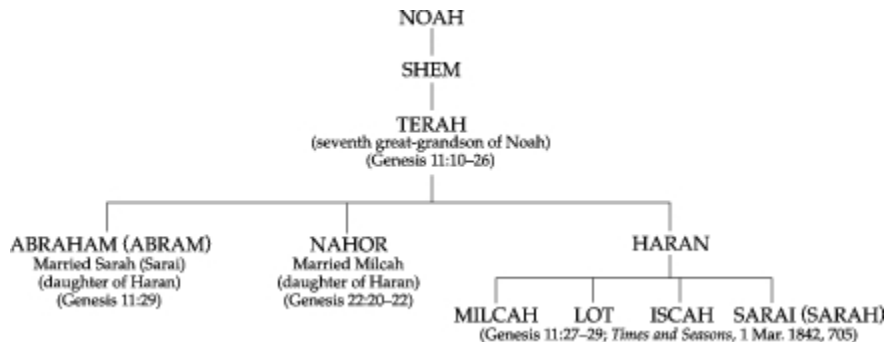 NOAH
SHEM
TERAH
(seventh great-grandson of Noah)
(Genesis 11:10–26)
ABRAHAM (ABRAM)
Married Sarah (Sarai)
(daughter of Haran)
(Genesis 11:29)
NAHOR
Married Milcah
(daughter of Haran)
(Genesis 22:20–22)
HARAN
MILCAH LOT ISCAH SARAI (SARAH)
(Genesis 11:27–29; Times and Seasons, 1 Mar. 1842, 705)